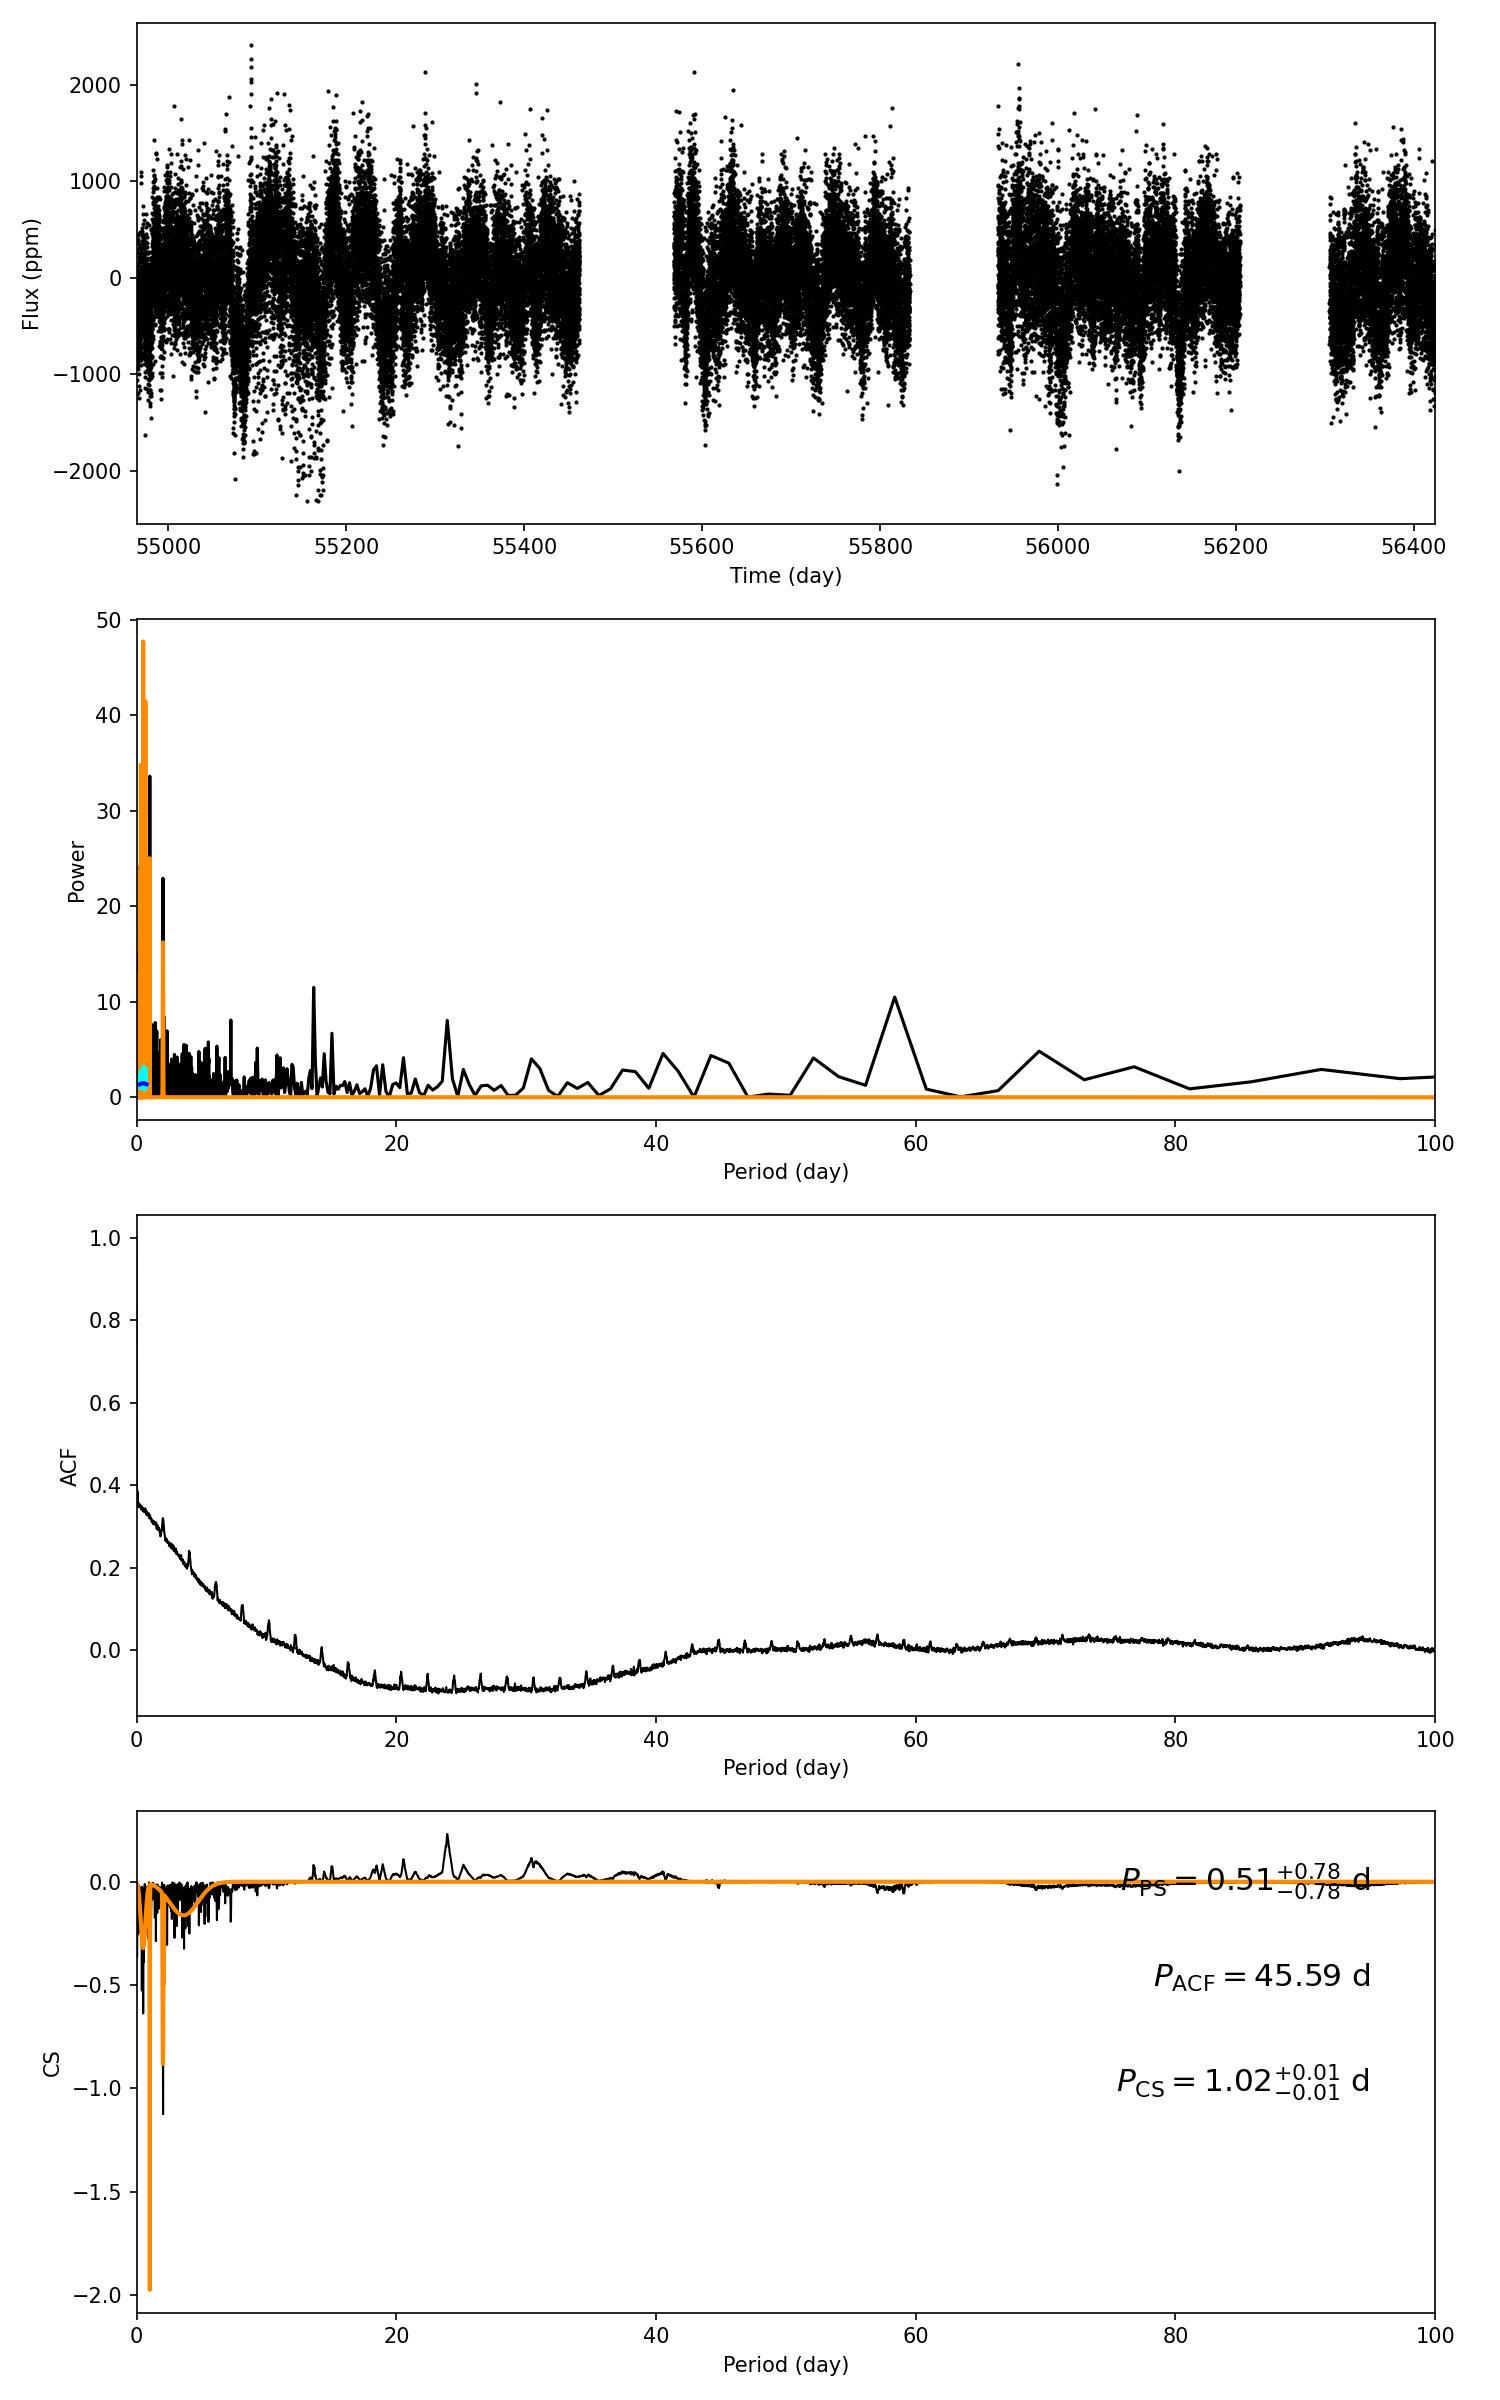 2000
1000
0
−1000
−2000
Flux (ppm)
55000 55200 55400 55600 55800 56000 56200 56400
Time (day)
50
40
30
20
10
0
Power
0 20 40 60 80 100
Period (day)
1.0
0.8
0.6
0.4
0.2
0.0
ACF
0 20 40 60 80 100
Period (day)
0.0
−0.5
−1.0
−1.5
−2.0
CS
P_PS = 0.51 +0.78 −0.78 d
P_ACF = 45.59 d
P_CS = 1.02 +0.01 −0.01 d
0 20 40 60 80 100
Period (day)